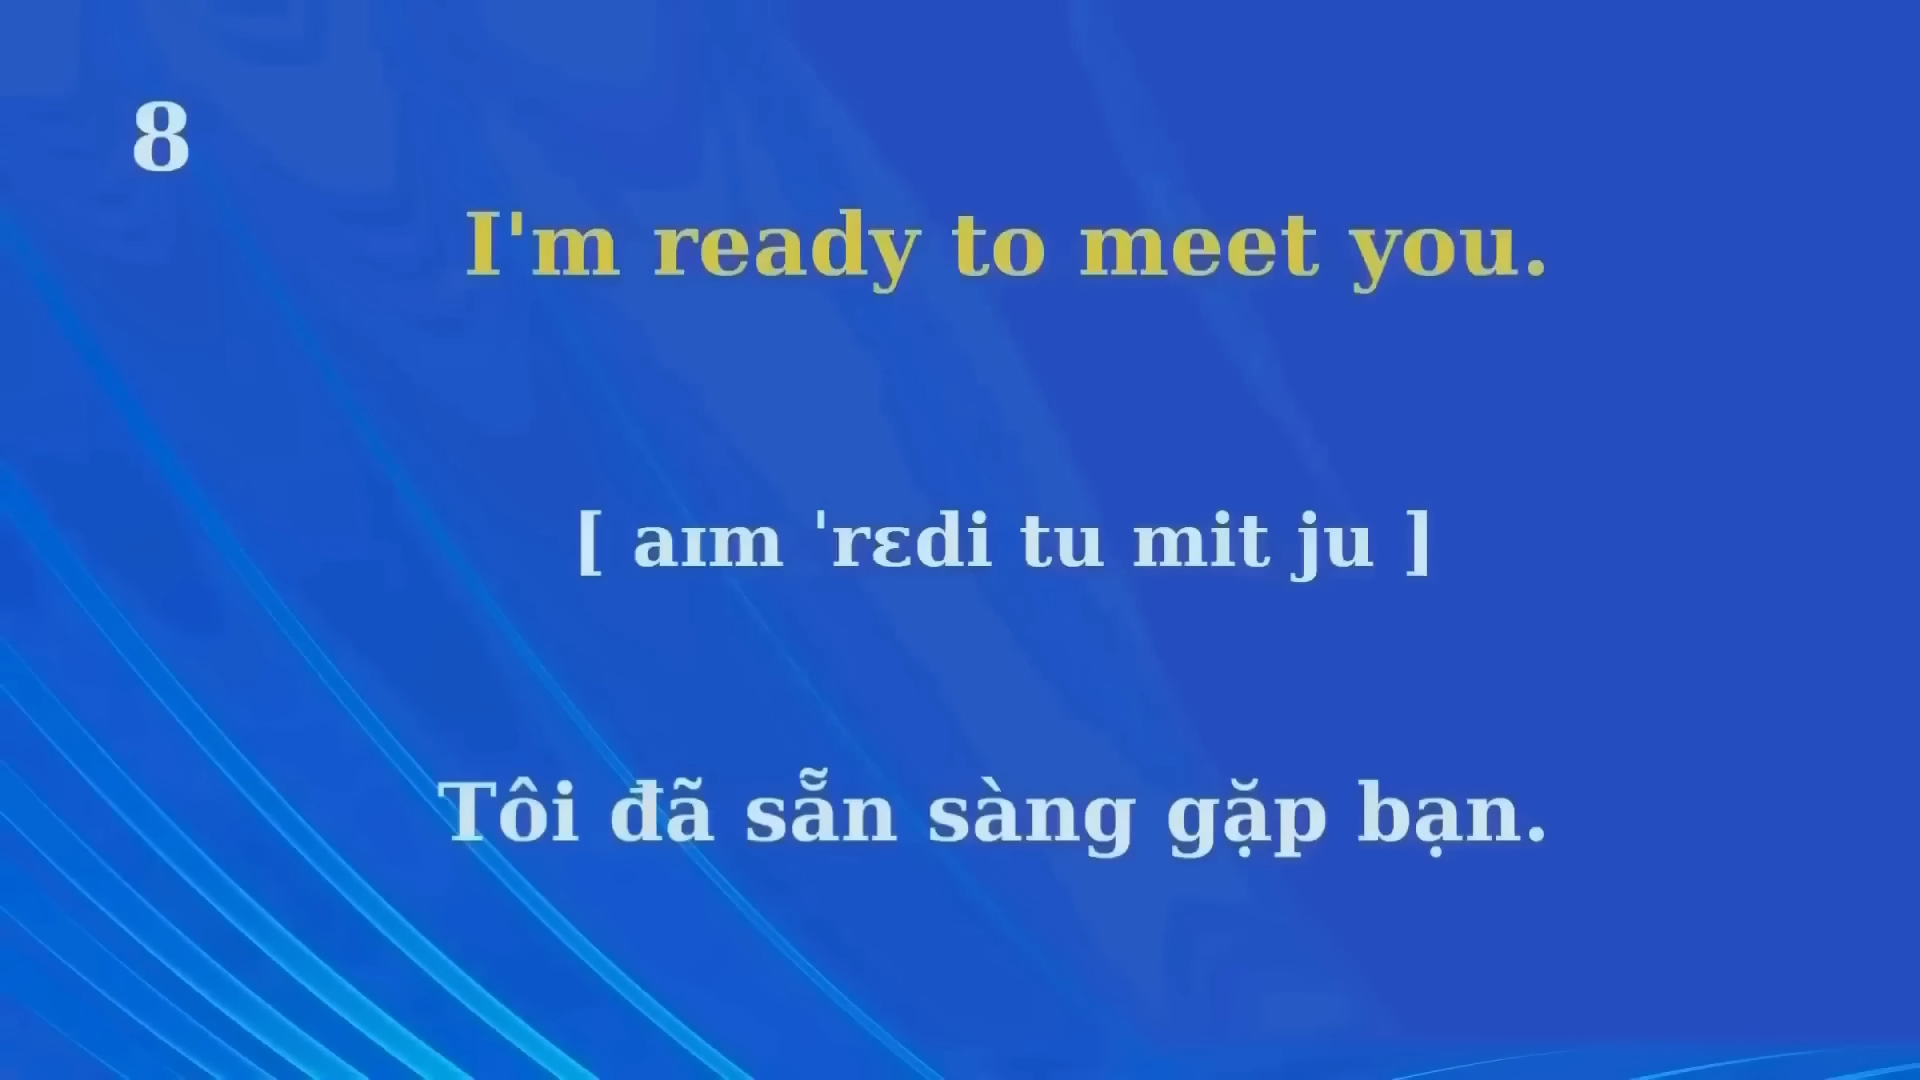 8
I'm ready to meet you.
[ aɪm ˈrɛdi tu mit ju ]
Tôi đã sẵn sàng gặp bạn.